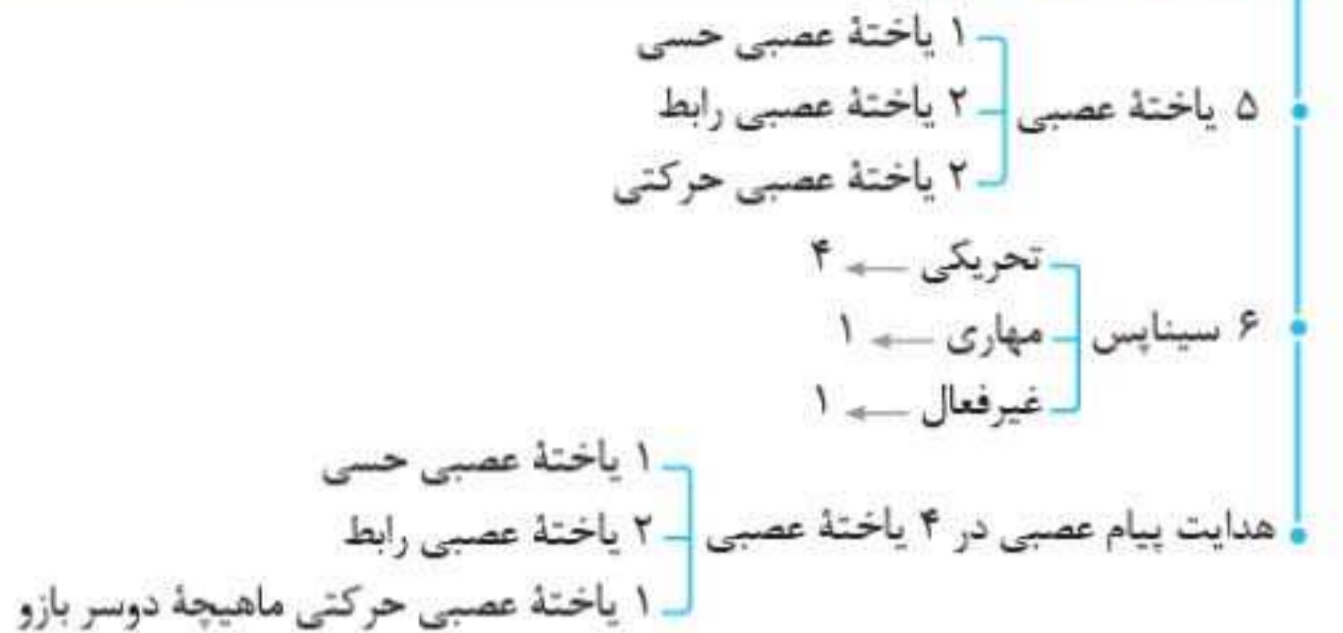 ۱ یاختهٔ عصبی حسی
۵ یاختهٔ عصبی
۲ یاختهٔ عصبی رابط
۲ یاختهٔ عصبی حرکتی
تحریکی ← ۴
۶ سیناپس
مهاری ← ۱
غیرفعال ← ۱
۱ یاختهٔ عصبی حسی
هدایت پیام عصبی در ۴ یاختهٔ عصبی
۲ یاختهٔ عصبی رابط
۱ یاختهٔ عصبی حرکتی ماهیچهٔ دوسر بازو